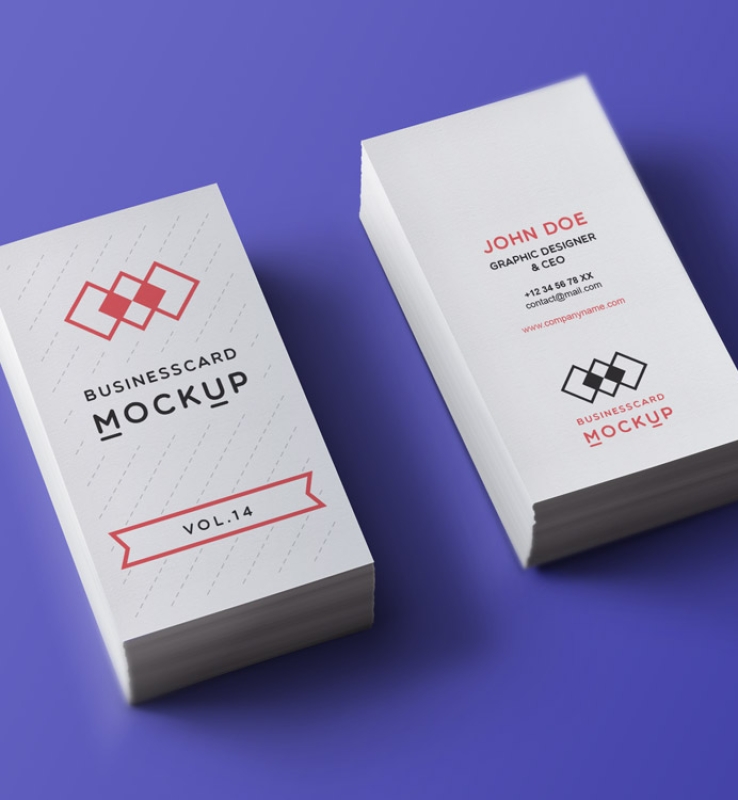 BUSINESSCARD
MOCKUP
VOL.14
JOHN DOE
GRAPHIC DESIGNER
& CEO
+12 34 56 78 XX
contact@mail.com
www.companyname.com
BUSINESSCARD
MOCKUP